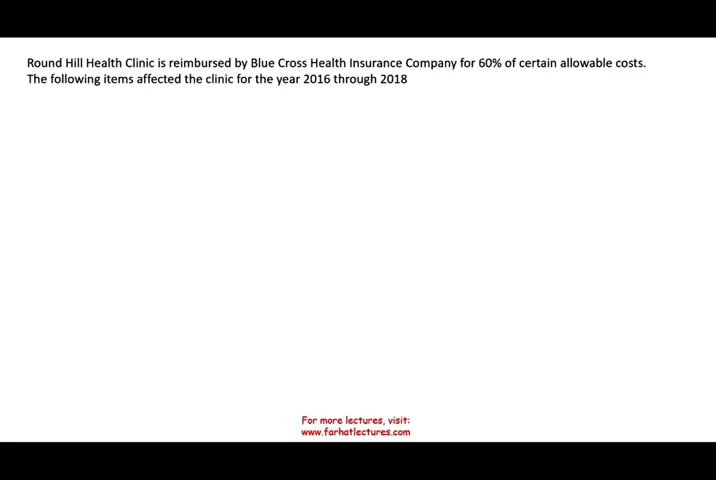 Round Hill Health Clinic is reimbursed by Blue Cross Health Insurance Company for 60% of certain allowable costs.
The following items affected the clinic for the year 2016 through 2018
For more lectures, visit:
www.farhatlectures.com